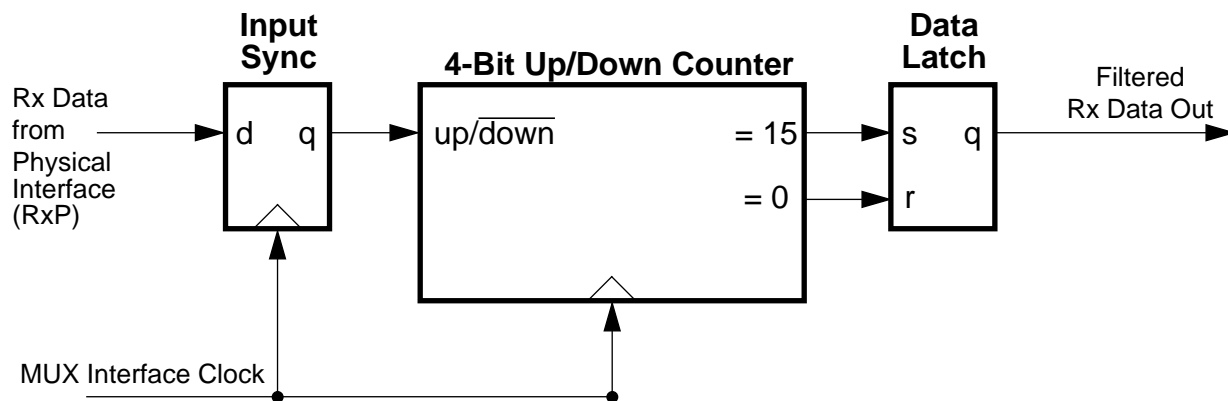 Input
Sync
4-Bit Up/Down Counter
Data
Latch
Rx Data
from
Physical
Interface
(RxP)
d q
up/down
= 15
= 0
s q
r
Filtered
Rx Data Out
MUX Interface Clock